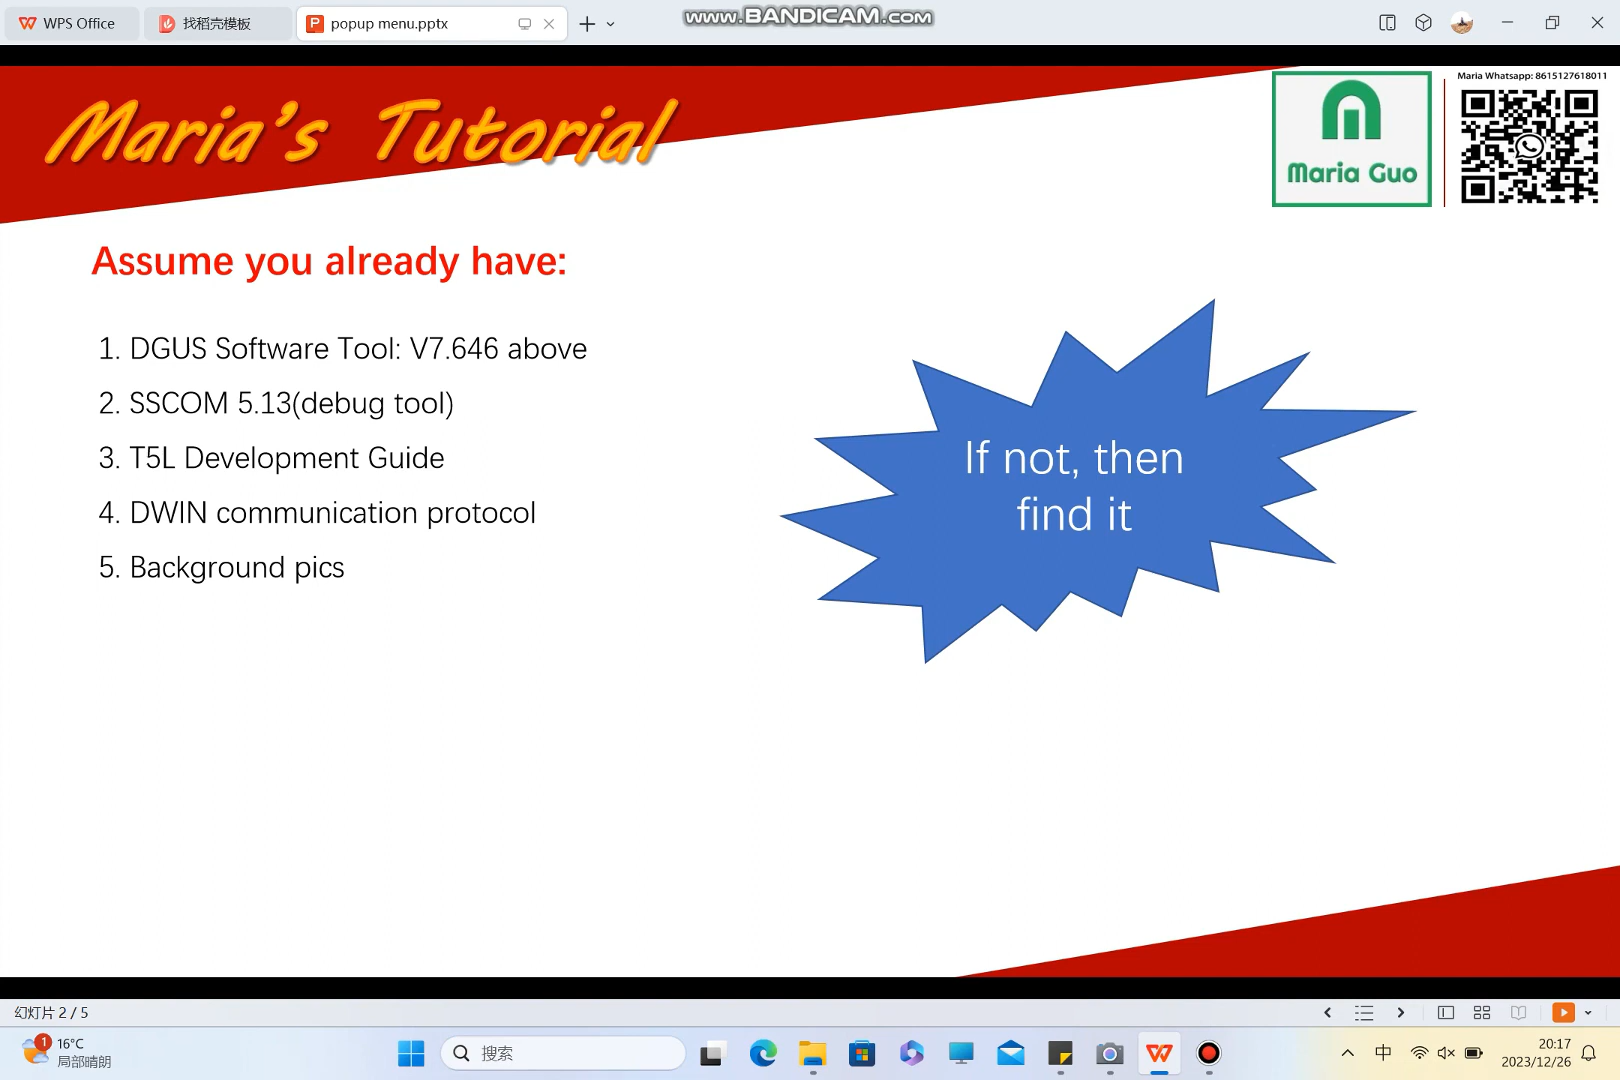 WPS Office
找稻壳模板
popup menu.pptx
www.BANDICAM.com
Maria's Tutorial
Maria Guo
Maria Whatsapp: 8615127618011
Assume you already have:
1. DGUS Software Tool: V7.646 above
2. SSCOM 5.13(debug tool)
3. T5L Development Guide
4. DWIN communication protocol
5. Background pics
If not, then
find it
幻灯片 2 / 5
1
16°C
局部晴朗
搜索
中
20:17
2023/12/26